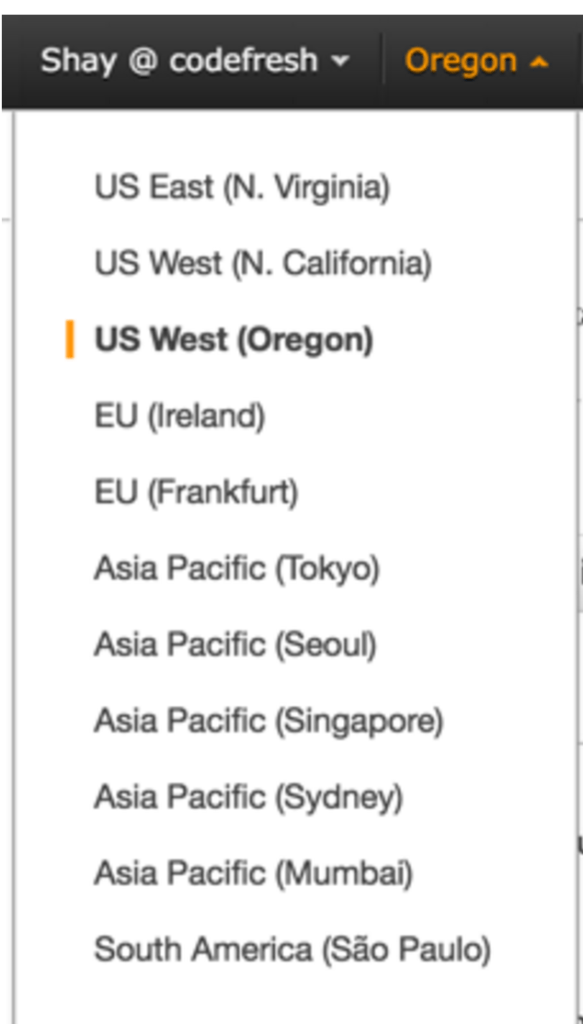 Shay @ codefresh Oregon
US East (N. Virginia)
US West (N. California)
US West (Oregon)
EU (Ireland)
EU (Frankfurt)
Asia Pacific (Tokyo)
Asia Pacific (Seoul)
Asia Pacific (Singapore)
Asia Pacific (Sydney)
Asia Pacific (Mumbai)
South America (São Paulo)